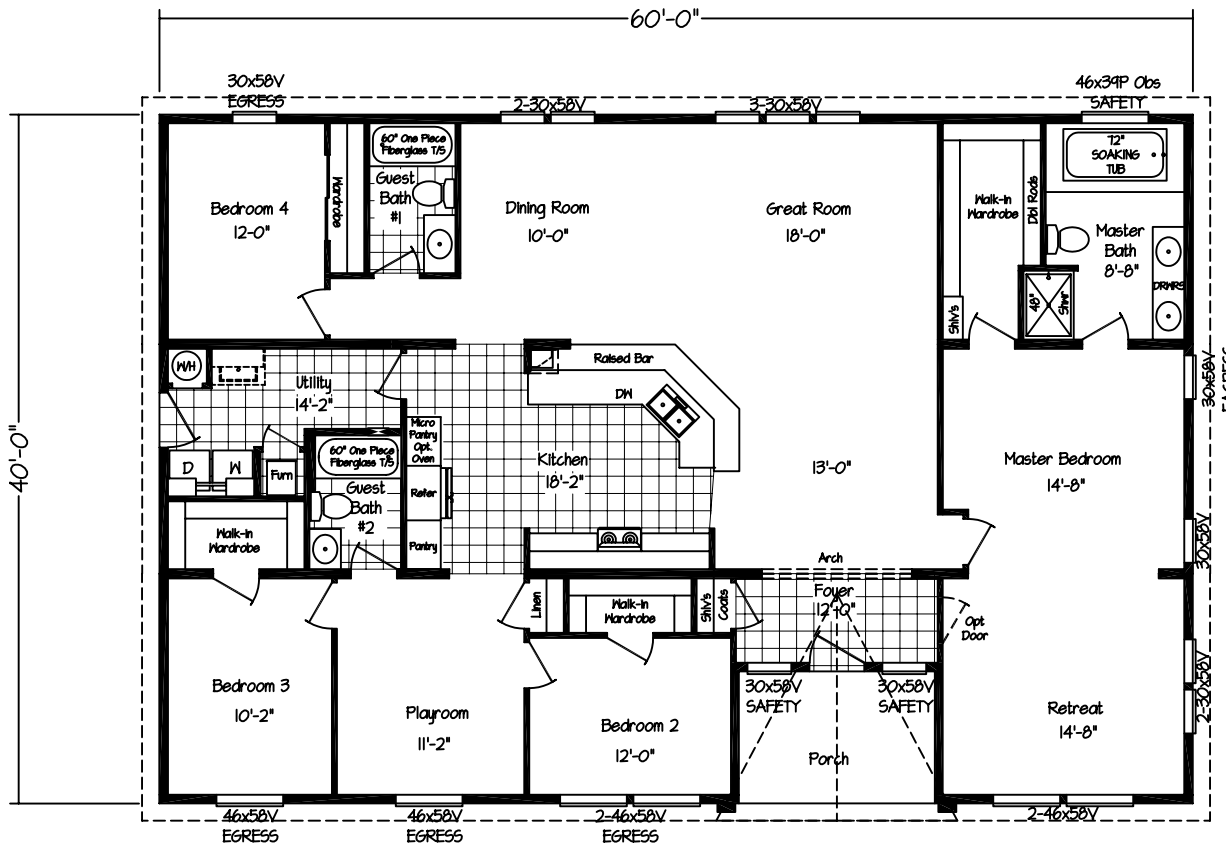 60'-0"
30x58V
EGRESS
2-30x58V
3-30x58V
46x39P Obs
SAFETY
60" One Piece
Fiberglass T/S
Guest
Bath
#1
Wardrobe
Bedroom 4
12'-0"
Dining Room
10'-0"
Great Room
18'-0"
Walk-In
Wardrobe
Dbl Rods
72"
SOAKING
TUB
Master
Bath
8'-8"
DRWRS
48"
Shwr
Shlv's
40'-0"
W/H
Utility
14'-2"
Raised Bar
DW
30x58V
EGRESS
Micro
Pantry
Opt.
Oven
60" One Piece
Fiberglass T/S
D
W
Furn
Guest
Bath
#2
Refer
Kitchen
18'-2"
13'-0"
Master Bedroom
14'-8"
Walk-In
Wardrobe
Pantry
30x58V
Arch
Foyer
12'-0"
Linen
Walk-In
Wardrobe
Shlv's
Coats
Opt
Door
Bedroom 3
10'-2"
Playroom
11'-2"
Bedroom 2
12'-0"
30x58V
SAFETY
30x58V
SAFETY
Porch
Retreat
14'-8"
2-30x58V
46x58V
EGRESS
46x58V
EGRESS
2-46x58V
EGRESS
2-46x58V